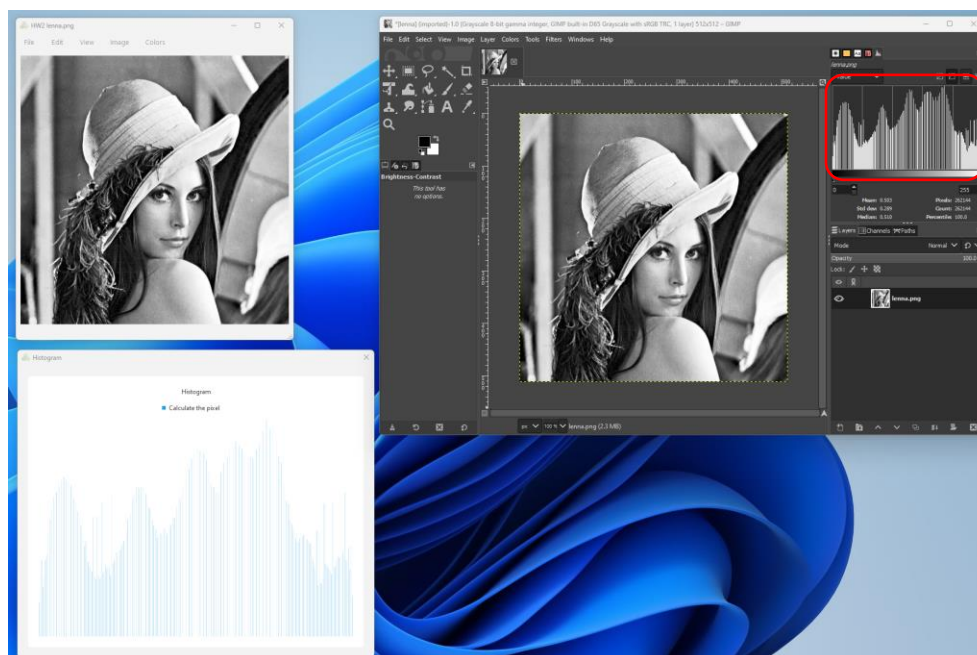 HW2 lenna.png
File Edit View Image Colors
*[lenna] (imported)-1.0 (Grayscale 8-bit gamma integer, GIMP built-in D65 Grayscale with sRGB TRC, 1 layer) 512x512 – GIMP
File Edit Select View Image Layer Colors Tools Filters Windows Help
Brightness-Contrast
This tool has
no options.
px 100 % lenna.png (2.3 MB)
lenna.png
Value
0 255
Mean: 0.503 Pixels: 262144
Std dev: 0.289 Count: 262144
Median: 0.510 Percentile: 100.0
Layers Channels Paths
Mode Normal
Opacity 100.0
Lock:
lenna.png
Histogram
Histogram
Calculate the pixel